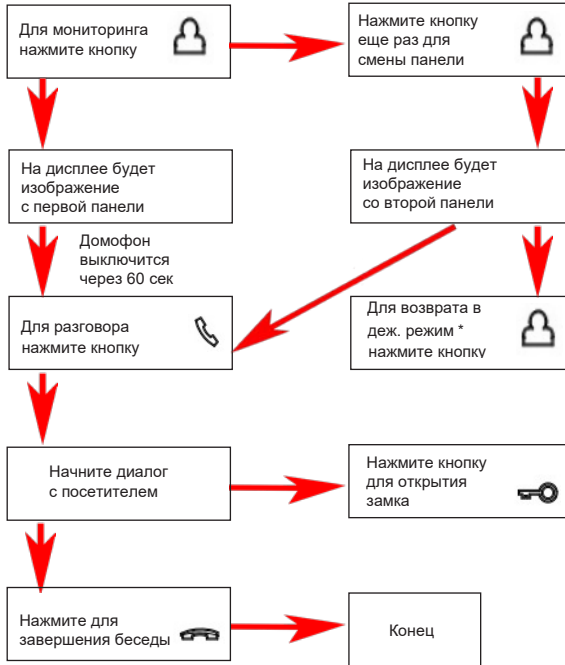 Для мониторинга
нажмите кнопку
Нажмите кнопку
еще раз для
смены панели
На дисплее будет
изображение
с первой панели
На дисплее будет
изображение
со второй панели
Домофон
выключится
через 60 сек
Для разговора
нажмите кнопку
Для возврата в
деж. режим *
нажмите кнопку
Начните диалог
с посетителем
Нажмите кнопку
для открытия
замка
Нажмите для
завершения беседы
Конец